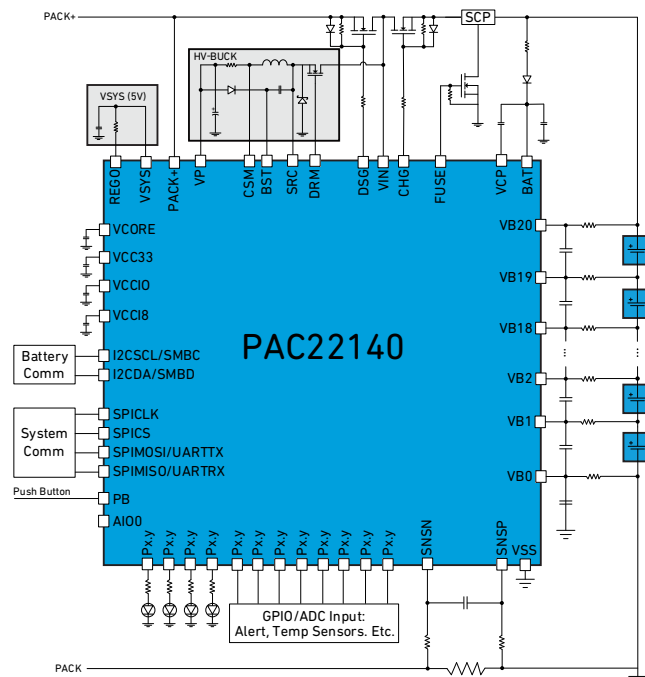 PACK+
SCP
HV-BUCK
VSYS (5V)
REGO
VSYS
PACK+
VP
CSM
BST
SRC
DRM
DSG
VIN
CHG
FUSE
VCP
BAT
VCORE
VCC33
VCCIO
VCC18
VB20
VB19
VB18
VB2
VB1
VB0
PAC22140
Battery
Comm
I2CSCL/SMBC
I2CDA/SMBD
System
Comm
SPICLK
SPICS
SPIMOSI/UARTTX
SPIMISO/UARTRX
Push Button
PB
AIO0
Px.y
Px.y
Px.y
Px.y
Px.y
Px.y
Px.y
Px.y
Px.y
Px.y
Px.y
Px.y
SNSN
SNSP
VSS
GPIO/ADC Input:
Alert, Temp Sensors. Etc.
PACK